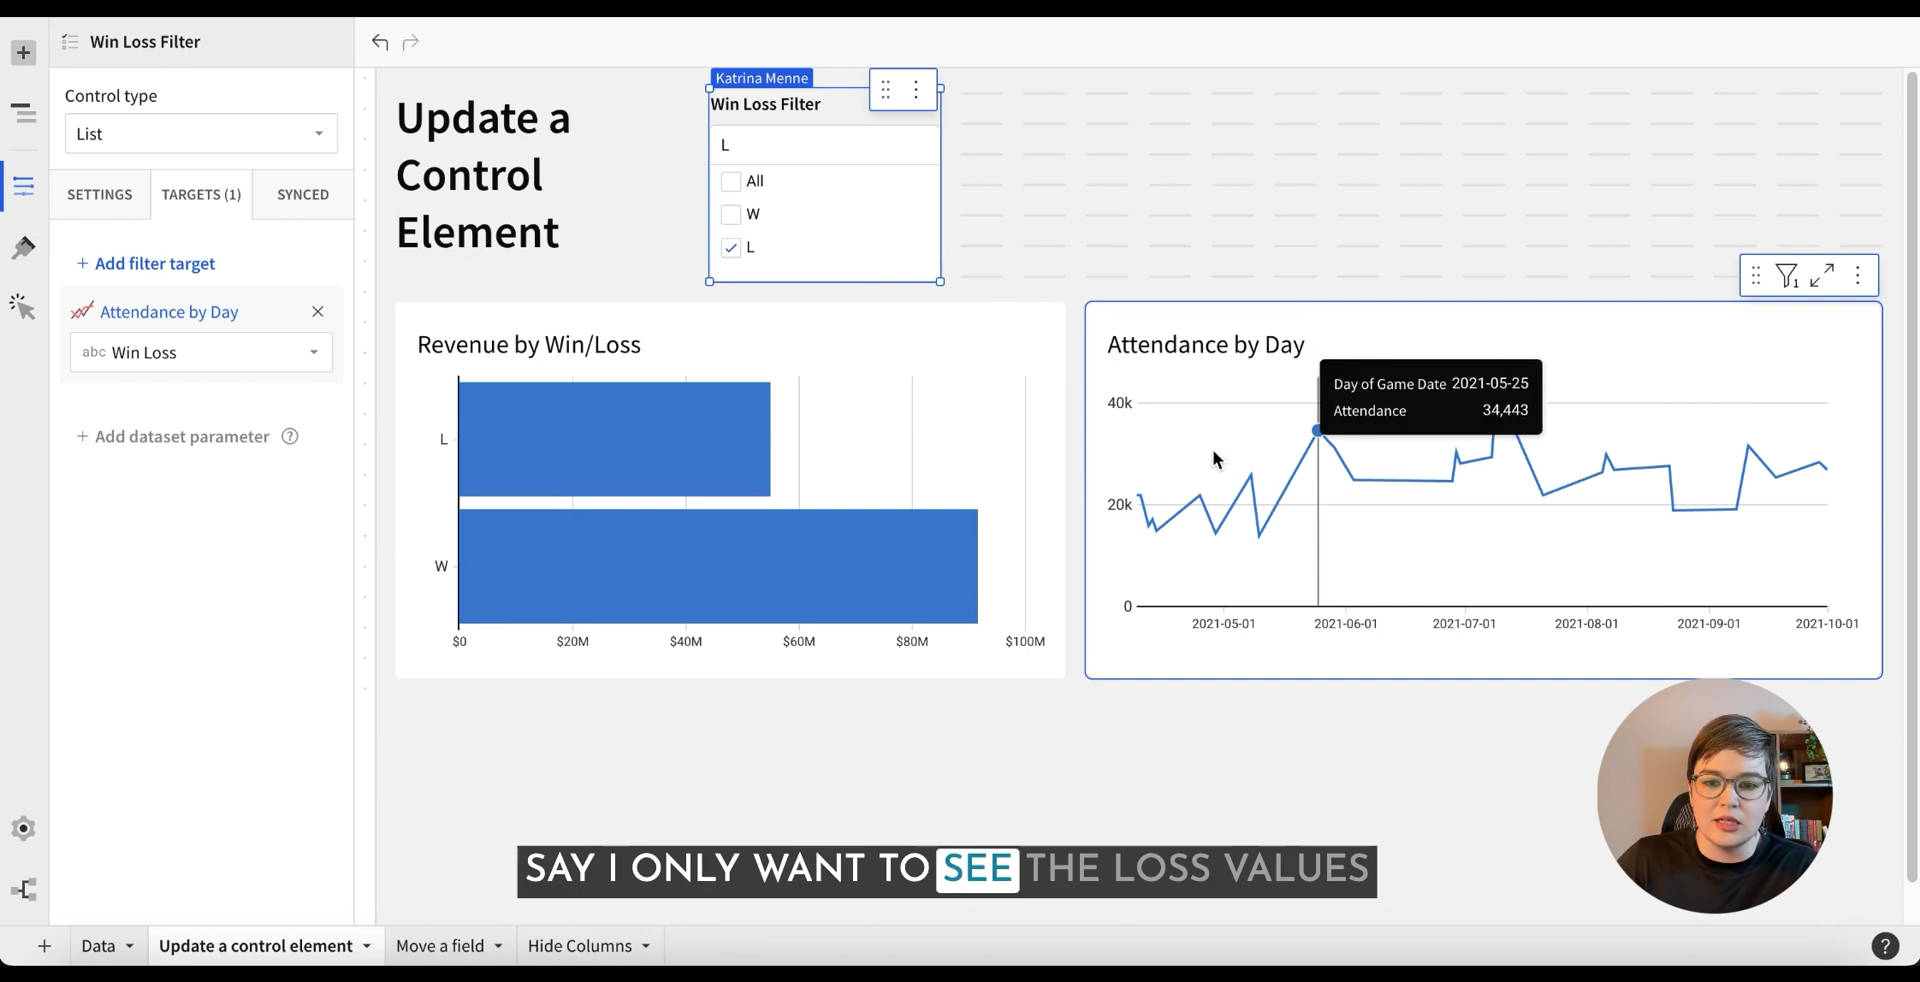 Win Loss Filter
Control type
List
SETTINGS
TARGETS (1)
SYNCED
+ Add filter target
Attendance by Day
abc Win Loss
+ Add dataset parameter ?
Update a
Control
Element
Katrina Menne
Win Loss Filter
L
All
W
L
1
Revenue by Win/Loss
L
W
$0
$20M
$40M
$60M
$80M
$100M
Attendance by Day
Day of Game Date 2021-05-25
Attendance 34,443
40k
20k
0
2021-05-01
2021-06-01
2021-07-01
2021-08-01
2021-09-01
2021-10-01
SAY I ONLY WANT TO SEE THE LOSS VALUES
+
Data
Update a control element
Move a field
Hide Columns
?